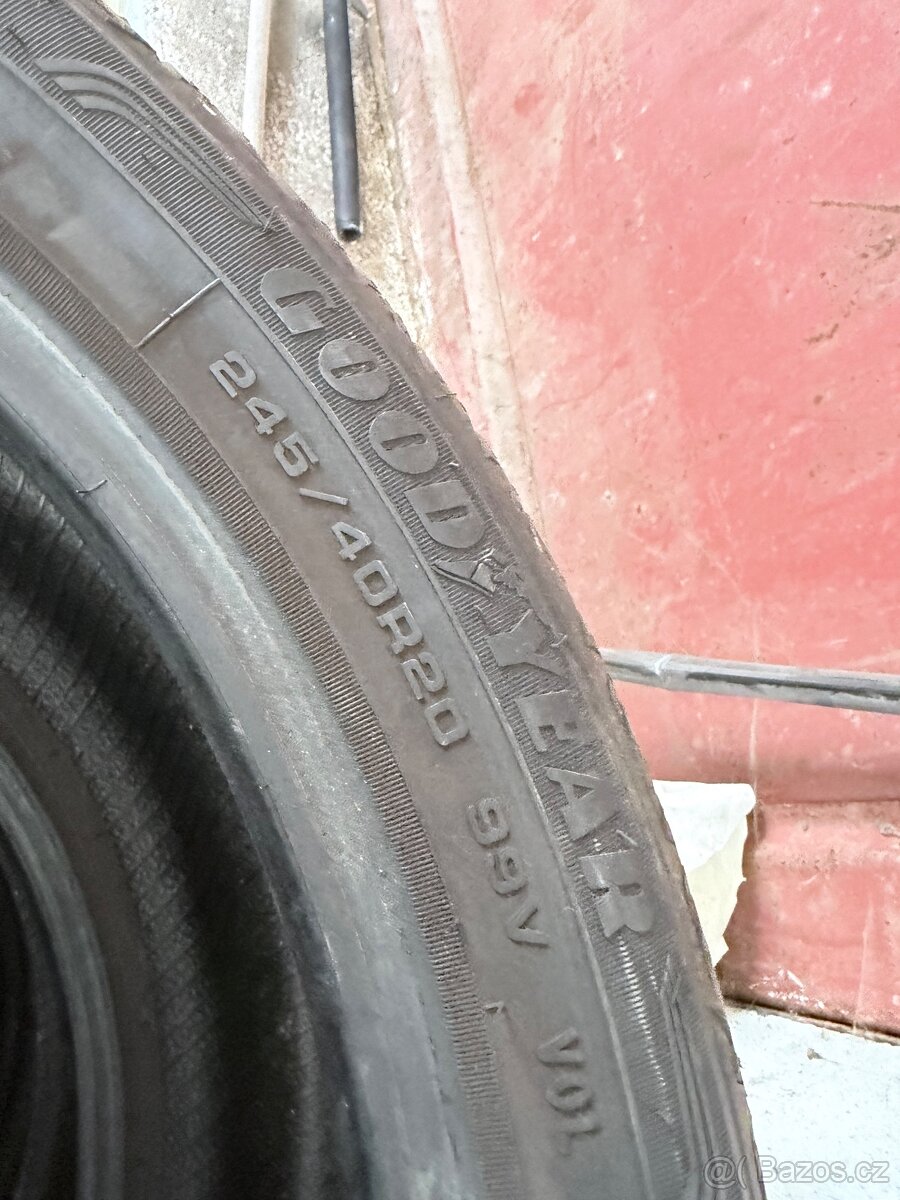 GOODYEAR
245/40R20 99V VOL
@( Bazos.cz